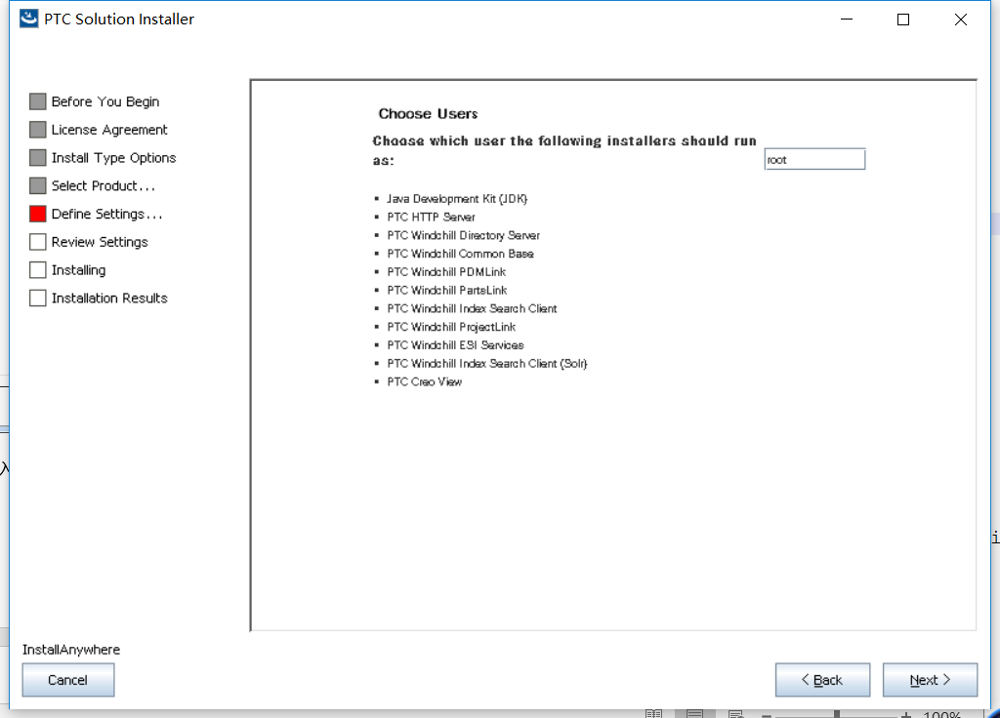 PTC Solution Installer
Before You Begin
License Agreement
Install Type Options
Select Product...
Define Settings...
Review Settings
Installing
Installation Results
Choose Users
Choose which user the following installers should run
as:
root
Java Development Kit (JDK)
PTC HTTP Server
PTC Windchill Directory Server
PTC Windchill Common Base
PTC Windchill PDMLink
PTC Windchill PartsLink
PTC Windchill Index Search Client
PTC Windchill ProjectLink
PTC Windchill ESI Services
PTC Windchill Index Search Client (Solr)
PTC Creo View
入
i
InstallAnywhere
Cancel
< Back
Next >
100%